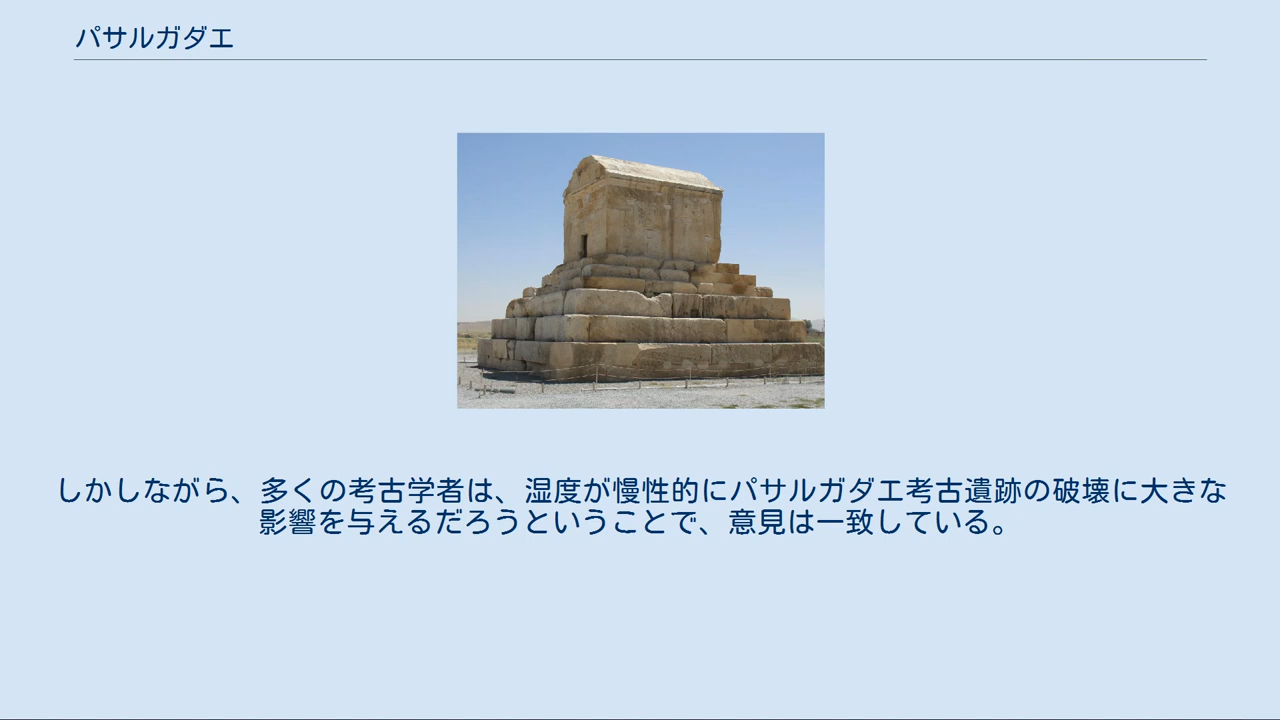 パサルガダエ
しかしながら、多くの考古学者は、湿度が慢性的にパサルガダエ考古遺跡の破壊に大きな
影響を与えるだろうということで、意見は一致している。